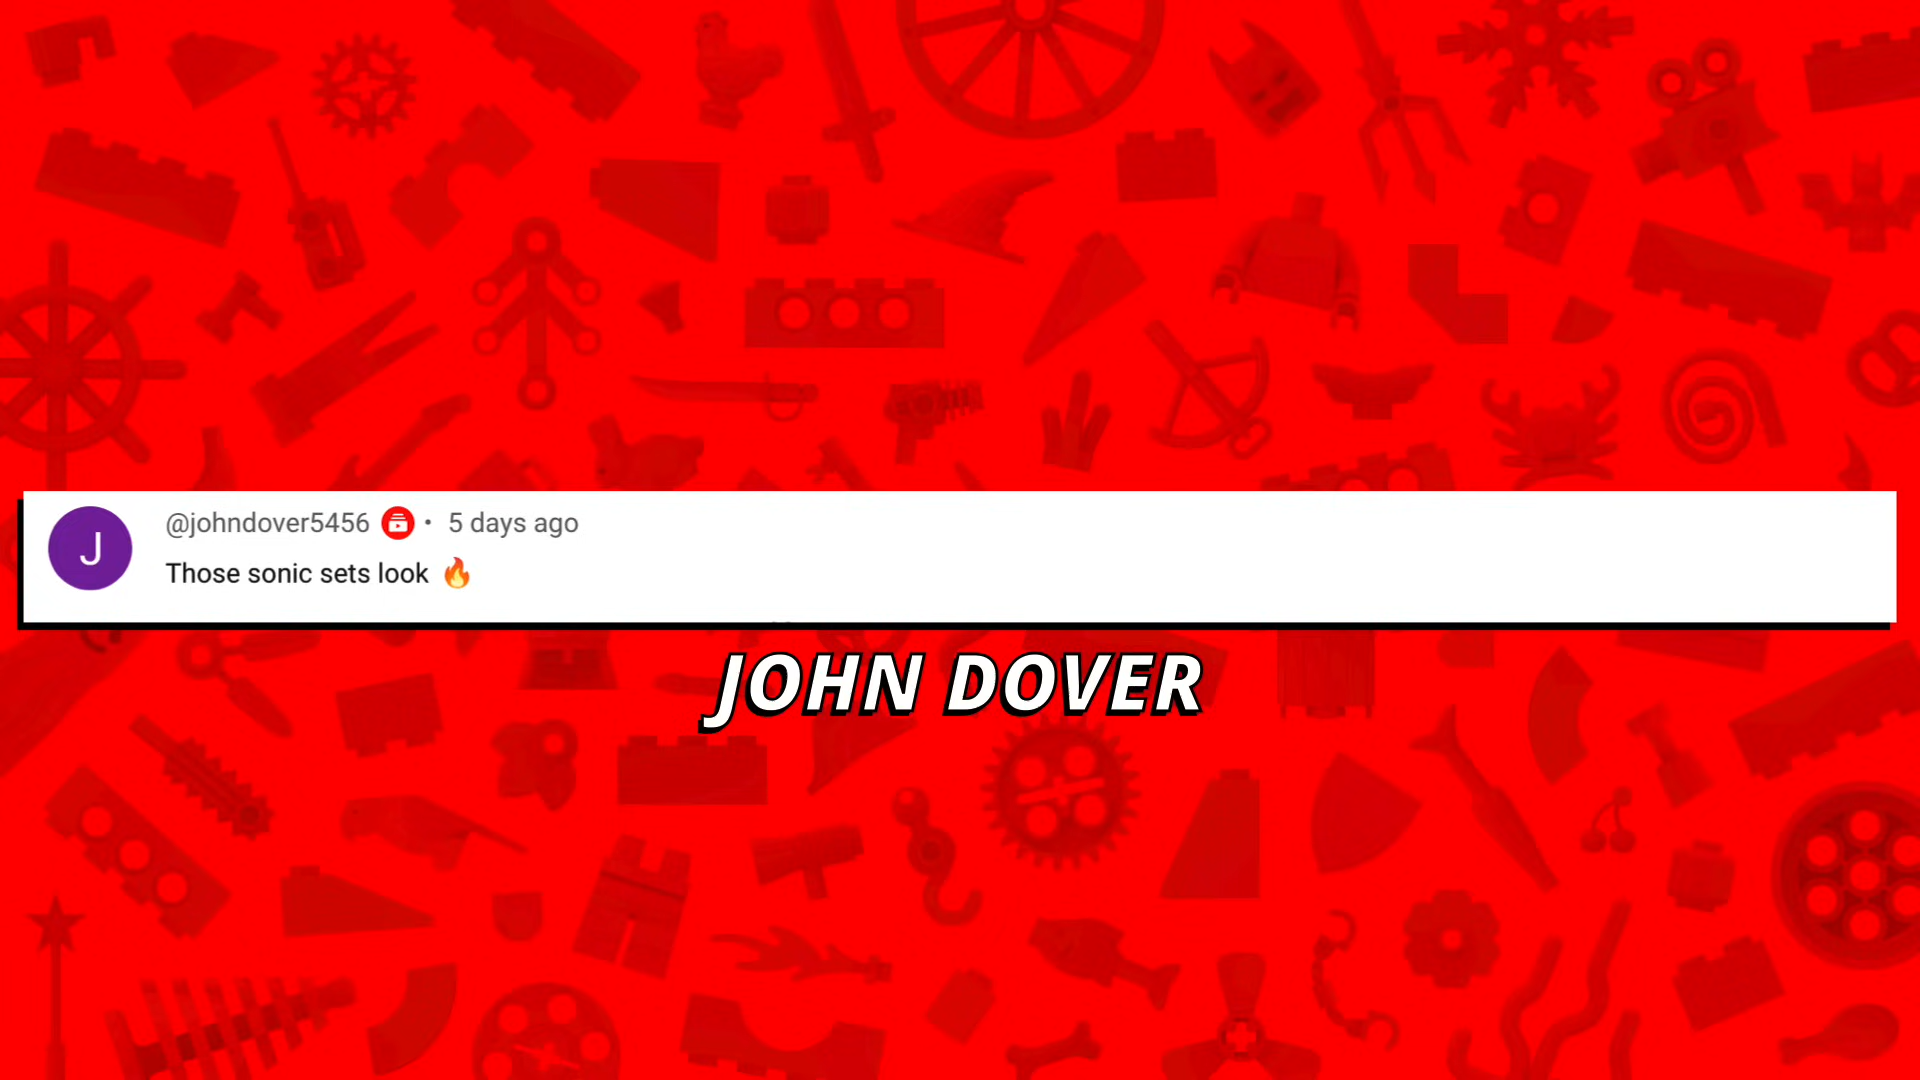 J
@johndover5456 • 5 days ago
Those sonic sets look 🔥
JOHN DOVER